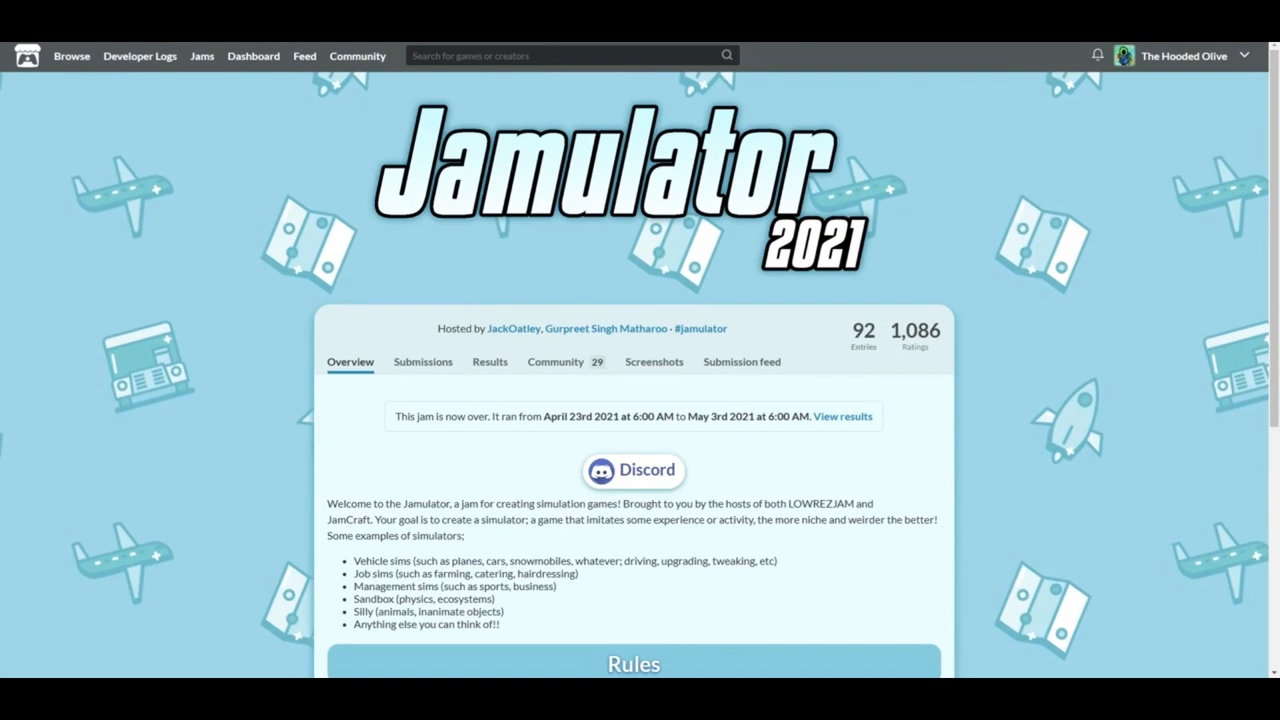 Browse Developer Logs Jams Dashboard Feed Community Search for games or creators The Hooded Olive
Jamulator
2021
Hosted by JackOatley, Gurpreet Singh Matharoo · #jamulator
92 1,086
Entries Ratings
Overview Submissions Results Community 29 Screenshots Submission feed
This jam is now over. It ran from April 23rd 2021 at 6:00 AM to May 3rd 2021 at 6:00 AM. View results
Discord
Welcome to the Jamulator, a jam for creating simulation games! Brought to you by the hosts of both LOWREZJAM and
JamCraft. Your goal is to create a simulator; a game that imitates some experience or activity, the more niche and weirder the better!
Some examples of simulators;
• Vehicle sims (such as planes, cars, snowmobiles, whatever; driving, upgrading, tweaking, etc)
• Job sims (such as farming, catering, hairdressing)
• Management sims (such as sports, business)
• Sandbox (physics, ecosystems)
• Silly (animals, inanimate objects)
• Anything else you can think of!!
Rules